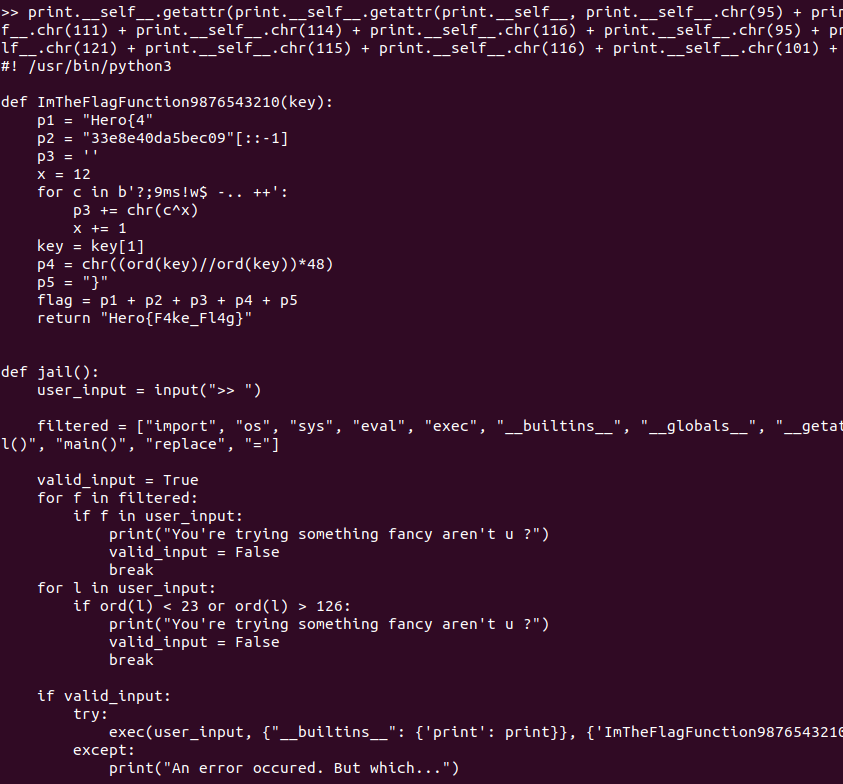 >> print.__self__.getattr(print.__self__.getattr(print.__self__, print.__self__.chr(95) + prin
f__.chr(111) + print.__self__.chr(114) + print.__self__.chr(116) + print.__self__.chr(95) + pr
lf__.chr(121) + print.__self__.chr(115) + print.__self__.chr(116) + print.__self__.chr(101) +
#! /usr/bin/python3
def ImTheFlagFunction9876543210(key):
    p1 = "Hero{4"
    p2 = "33e8e40da5bec09"[::-1]
    p3 = ''
    x = 12
    for c in b'?;9ms!w$ -.. ++':
        p3 += chr(c^x)
        x += 1
    key = key[1]
    p4 = chr((ord(key)//ord(key))*48)
    p5 = "}"
    flag = p1 + p2 + p3 + p4 + p5
    return "Hero{F4ke_Fl4g}"
def jail():
    user_input = input(">> ")
    filtered = ["import", "os", "sys", "eval", "exec", "__builtins__", "__globals__", "__getat
l()", "main()", "replace", "="]
    valid_input = True
    for f in filtered:
        if f in user_input:
            print("You're trying something fancy aren't u ?")
            valid_input = False
            break
    for l in user_input:
        if ord(l) < 23 or ord(l) > 126:
            print("You're trying something fancy aren't u ?")
            valid_input = False
            break
    if valid_input:
        try:
            exec(user_input, {"__builtins__": {'print': print}}, {'ImTheFlagFunction9876543210
        except:
            print("An error occured. But which...")